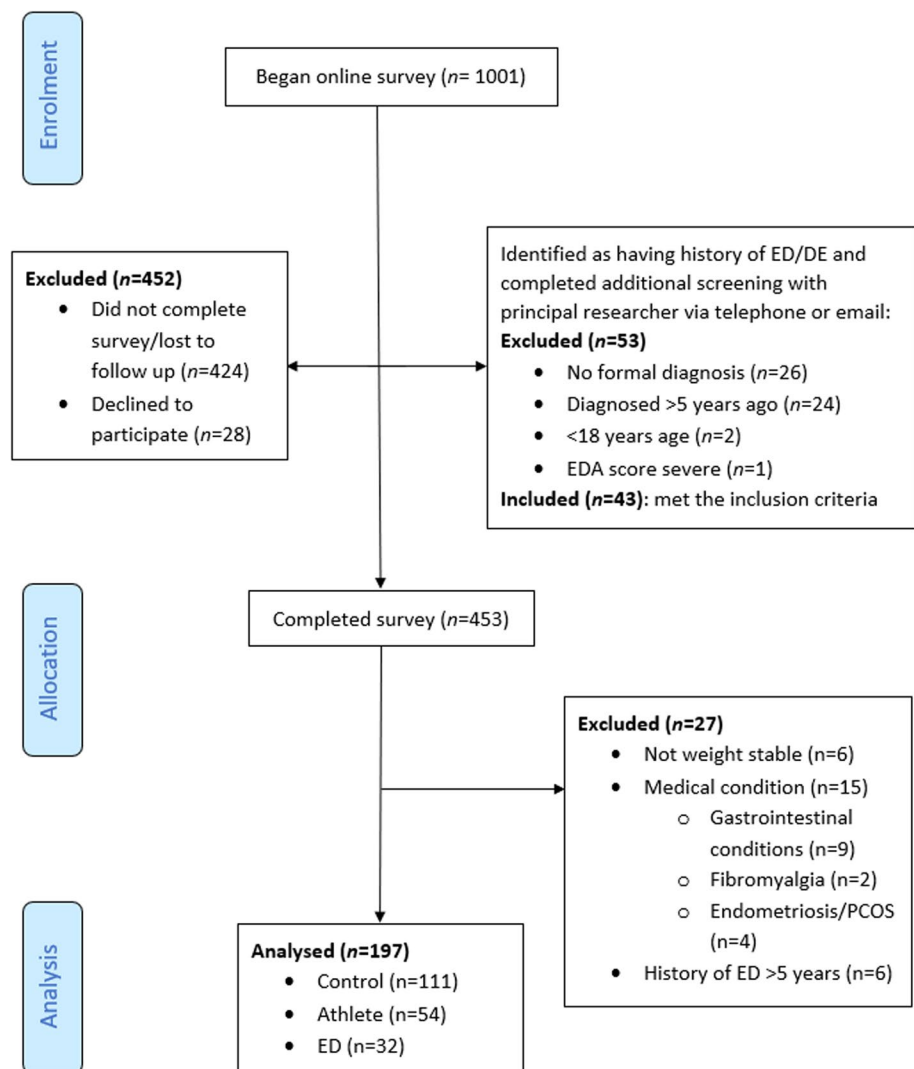 Enrolment
Began online survey (n= 1001)
Excluded (n=452)
• Did not complete
survey/lost to
follow up (n=424)
• Declined to
participate (n=28)
Identified as having history of ED/DE and
completed additional screening with
principal researcher via telephone or email:
Excluded (n=53)
• No formal diagnosis (n=26)
• Diagnosed >5 years ago (n=24)
• <18 years age (n=2)
• EDA score severe (n=1)
Included (n=43): met the inclusion criteria
Allocation
Completed survey (n=453)
Excluded (n=27)
• Not weight stable (n=6)
• Medical condition (n=15)
o Gastrointestinal
conditions (n=9)
o Fibromyalgia (n=2)
o Endometriosis/PCOS
(n=4)
• History of ED >5 years (n=6)
Analysis
Analysed (n=197)
• Control (n=111)
• Athlete (n=54)
• ED (n=32)